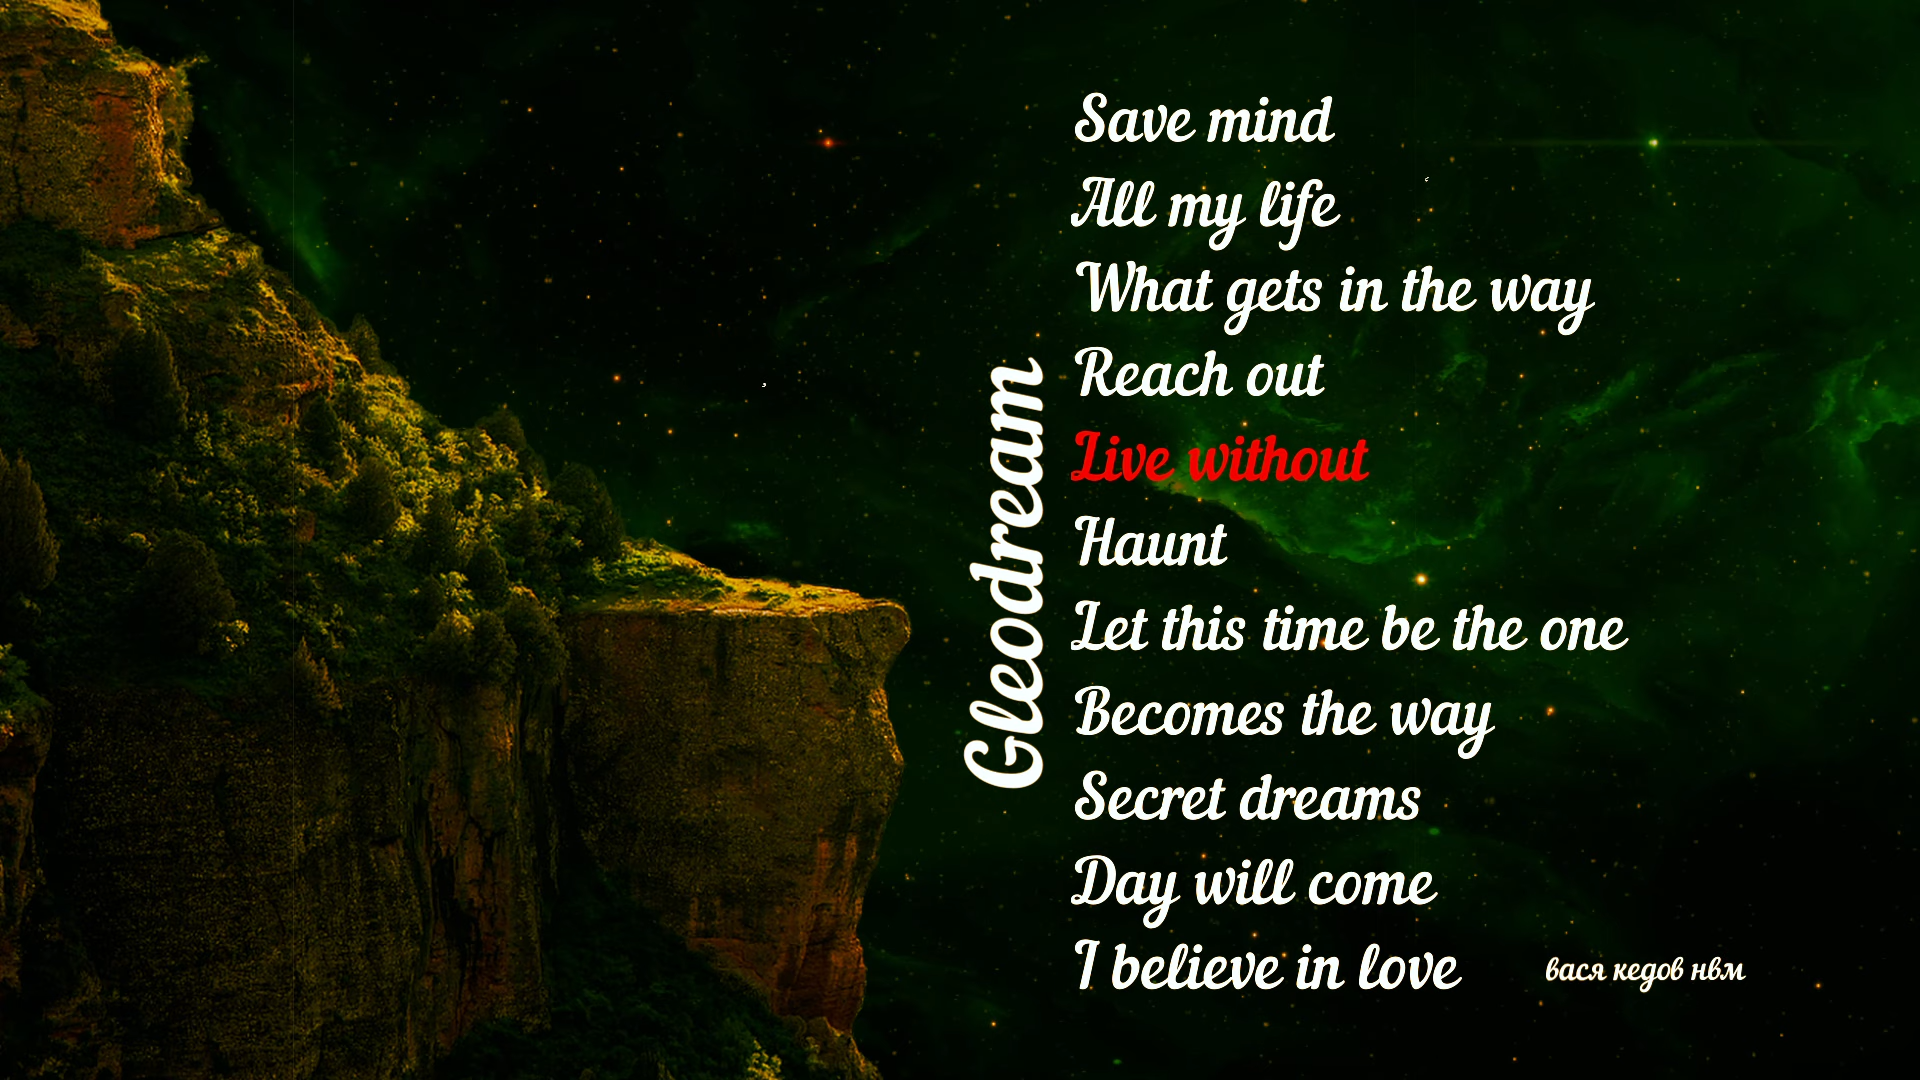 Gleodream
Save mind
All my life
What gets in the way
Reach out
Live without
Haunt
Let this time be the one
Becomes the way
Secret dreams
Day will come
I believe in love
вася кедов нвм